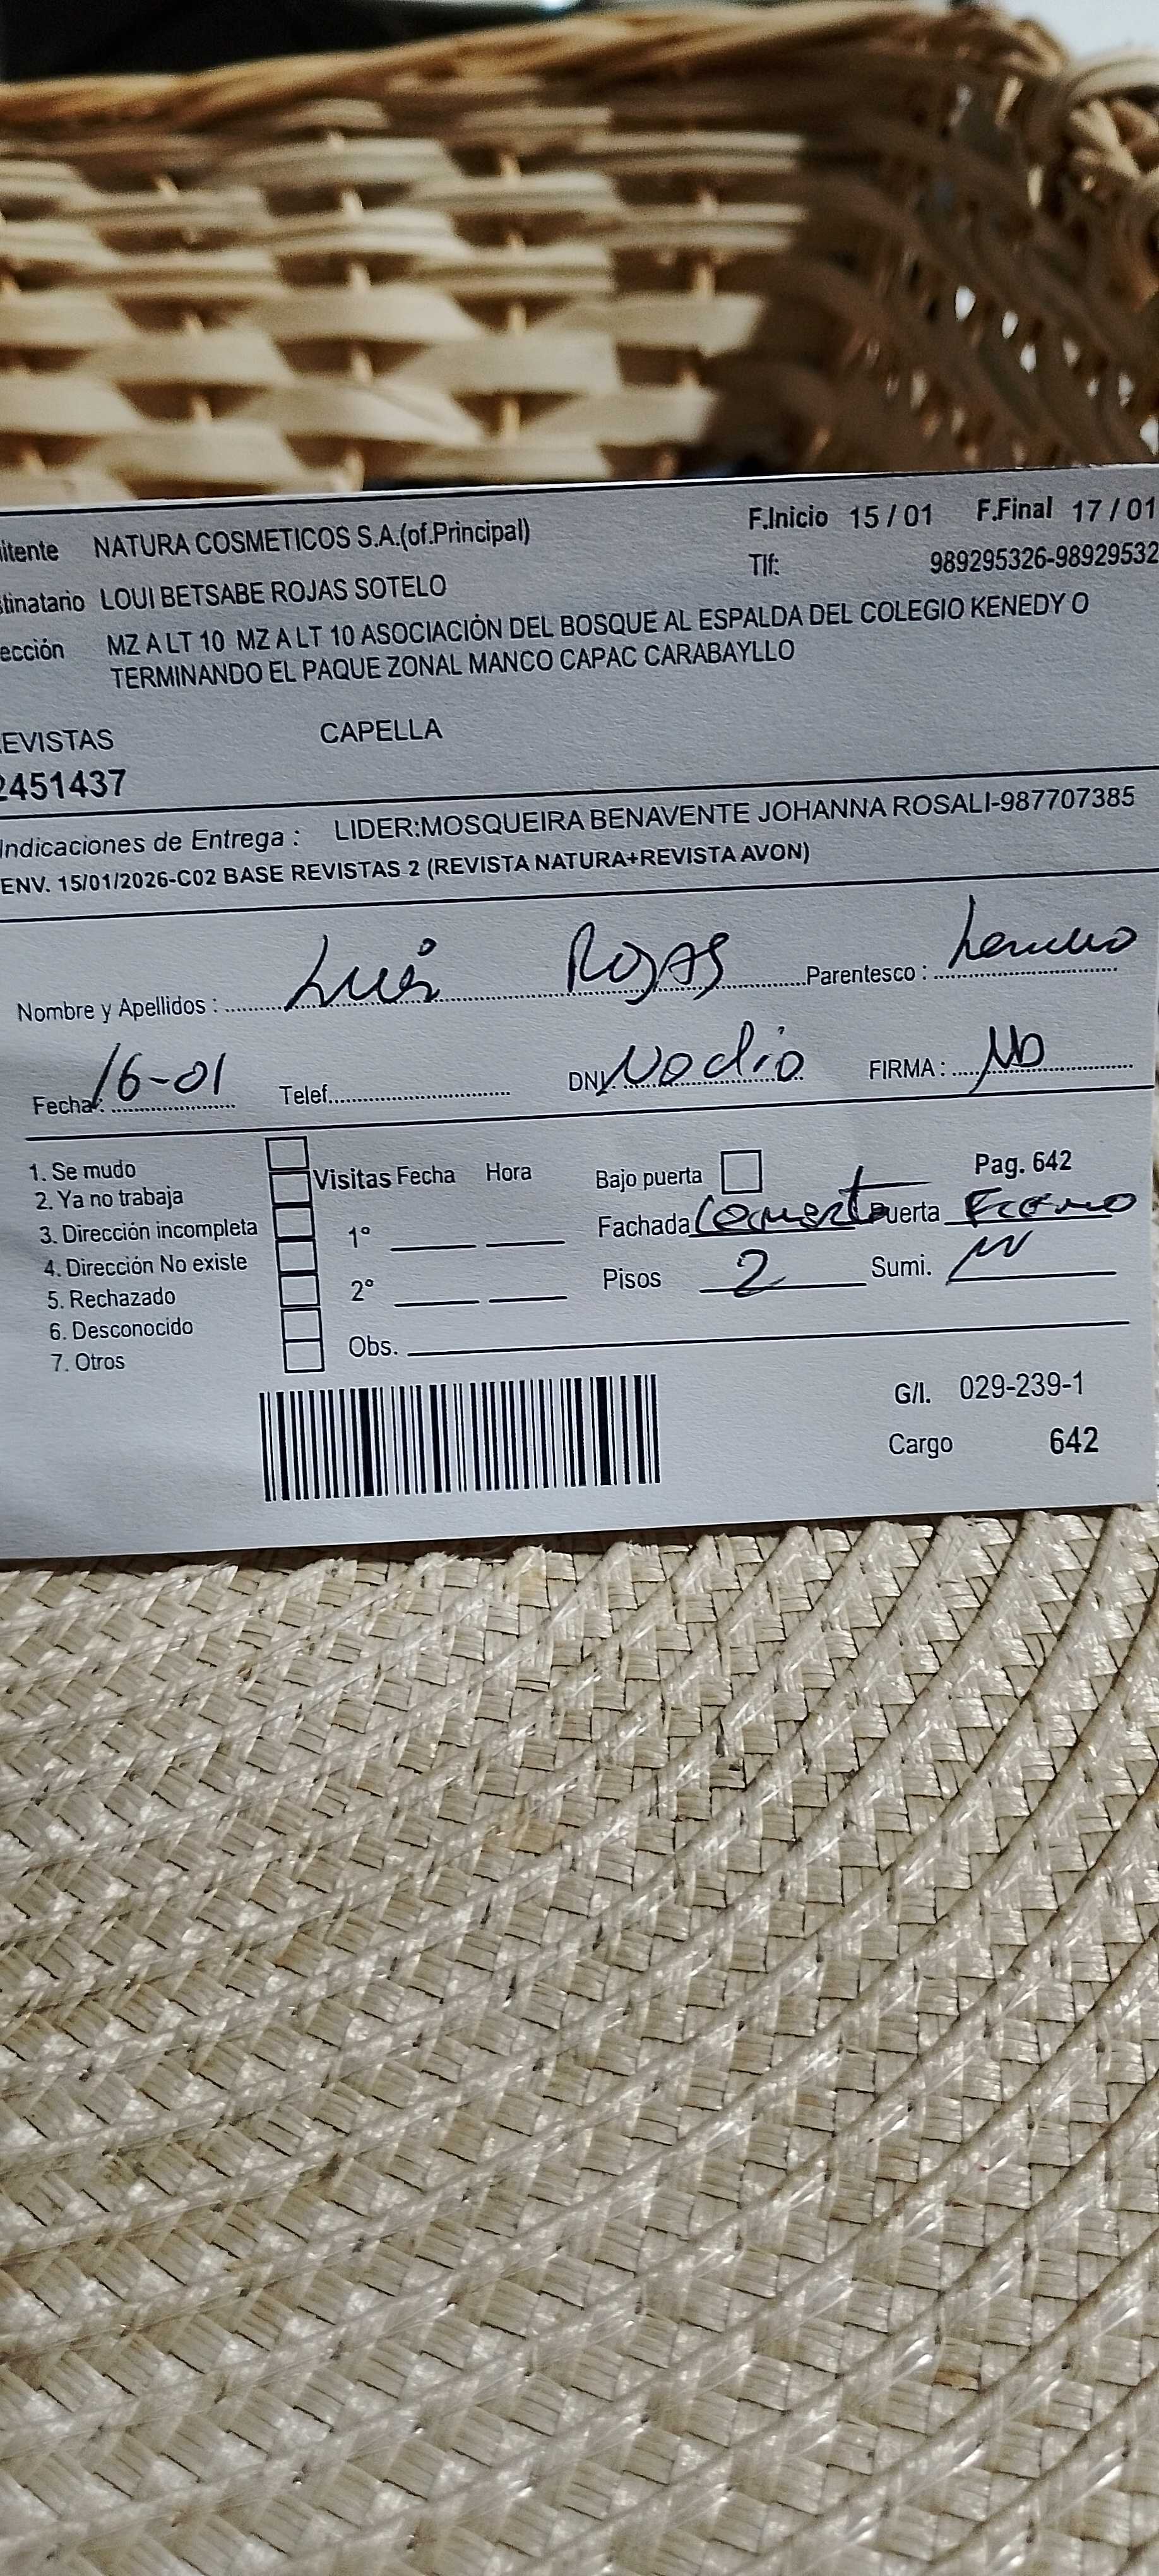 itente NATURA COSMETICOS S.A.(of.Principal) F.Inicio 15 / 01 F.Final 17 / 01
Tlf: 989295326-98929532
tinatario LOUI BETSABE ROJAS SOTELO
ección MZ A LT 10 MZ A LT 10 ASOCIACIÓN DEL BOSQUE AL ESPALDA DEL COLEGIO KENEDY O
TERMINANDO EL PAQUE ZONAL MANCO CAPAC CARABAYLLO
EVISTAS CAPELLA
2451437
Indicaciones de Entrega : LIDER:MOSQUEIRA BENAVENTE JOHANNA ROSALI-987707385
ENV. 15/01/2026-C02 BASE REVISTAS 2 (REVISTA NATURA+REVISTA AVON)
Nombre y Apellidos : Luis Rojas Parentesco :
Fecha: 16-01 Telef. DNI No dio FIRMA : No
1. Se mudo
2. Ya no trabaja
3. Dirección incompleta
4. Dirección No existe
5. Rechazado
6. Desconocido
7. Otros
Visitas Fecha Hora
1º
2º
Obs.
Bajo puerta Pag. 642
Fachada uerta
Pisos 2 Sumi.
G/I. 029-239-1
Cargo 642